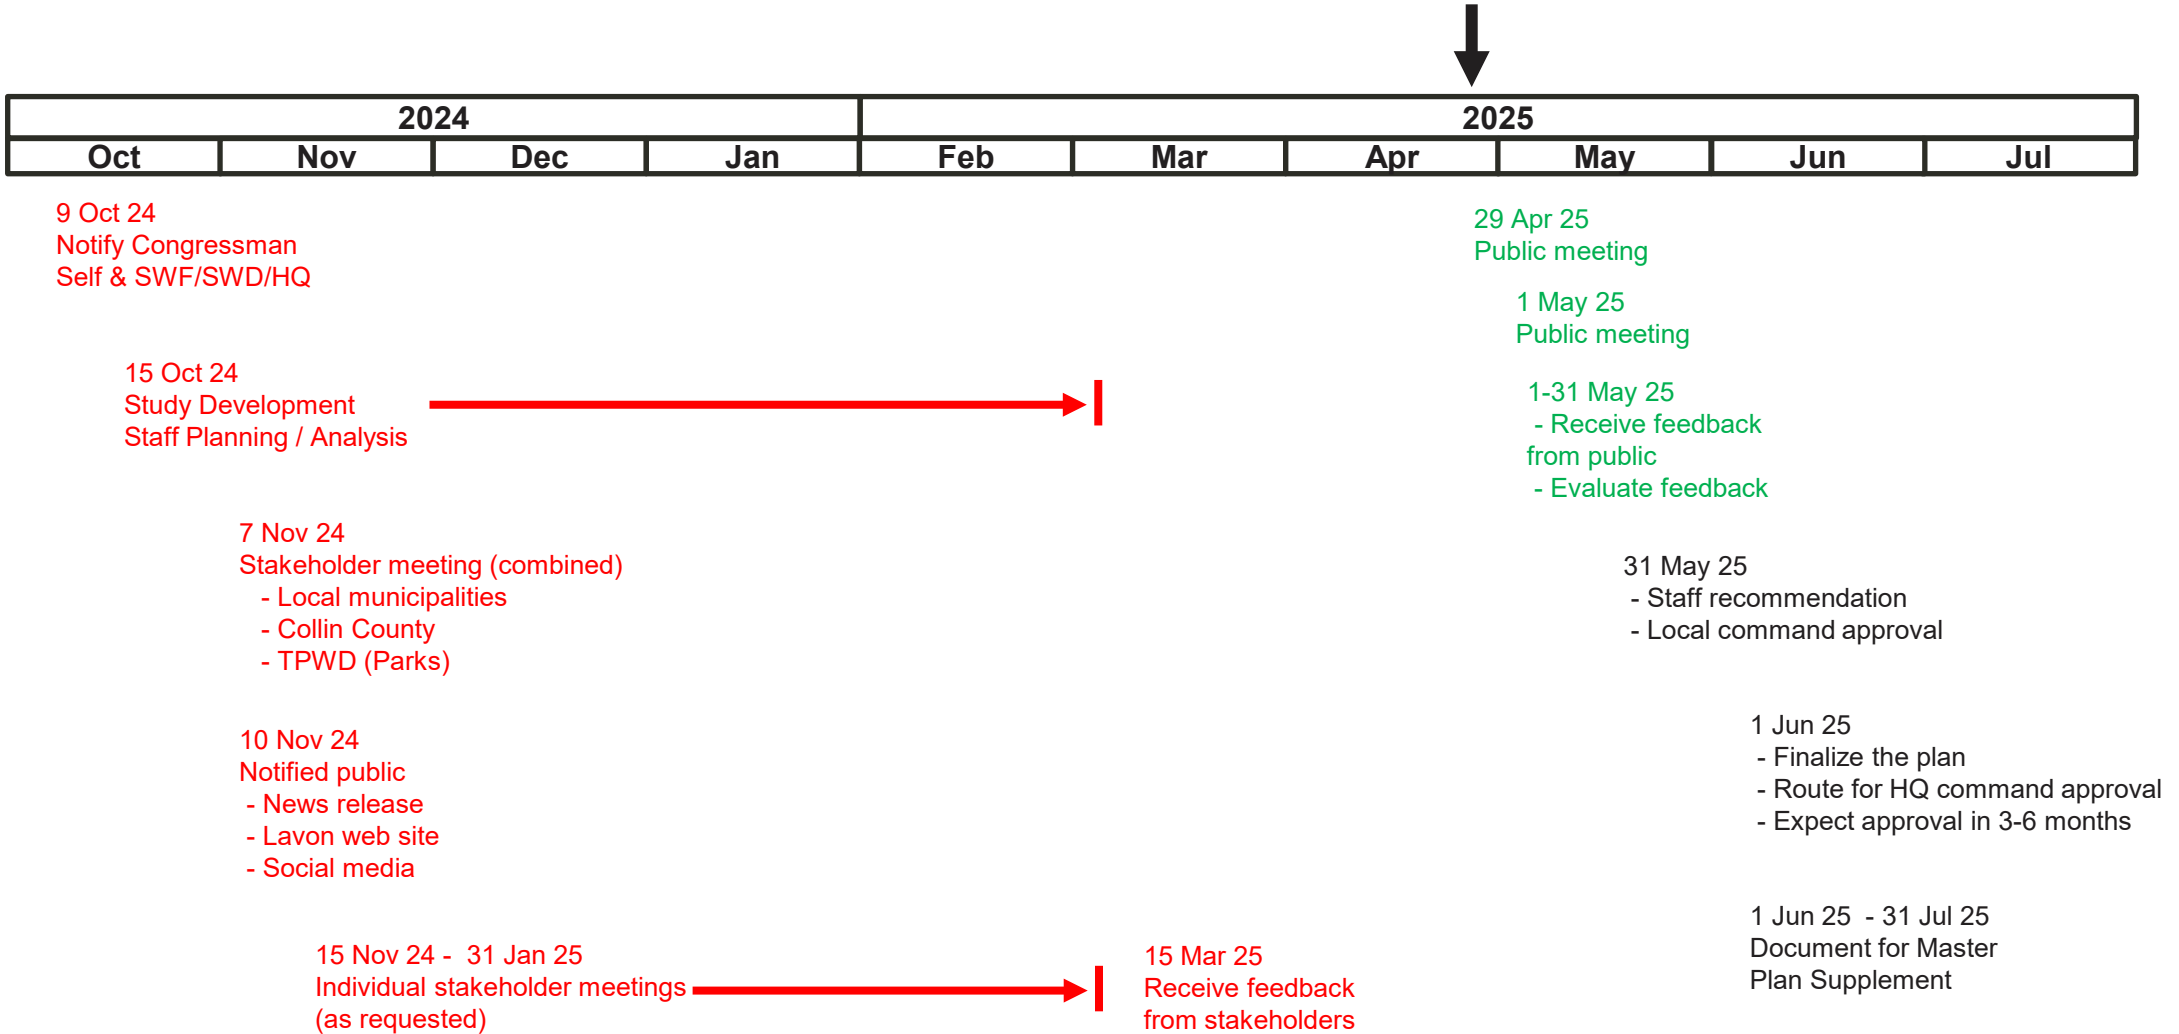 2024 2025
Oct Nov Dec Jan Feb Mar Apr May Jun Jul
9 Oct 24
Notify Congressman
Self & SWF/SWD/HQ
15 Oct 24
Study Development
Staff Planning / Analysis
7 Nov 24
Stakeholder meeting (combined)
- Local municipalities
- Collin County
- TPWD (Parks)
10 Nov 24
Notified public
- News release
- Lavon web site
- Social media
15 Nov 24 - 31 Jan 25
Individual stakeholder meetings
(as requested)
15 Mar 25
Receive feedback
from stakeholders
29 Apr 25
Public meeting
1 May 25
Public meeting
1-31 May 25
- Receive feedback
from public
- Evaluate feedback
31 May 25
- Staff recommendation
- Local command approval
1 Jun 25
- Finalize the plan
- Route for HQ command approval
- Expect approval in 3-6 months
1 Jun 25 - 31 Jul 25
Document for Master
Plan Supplement